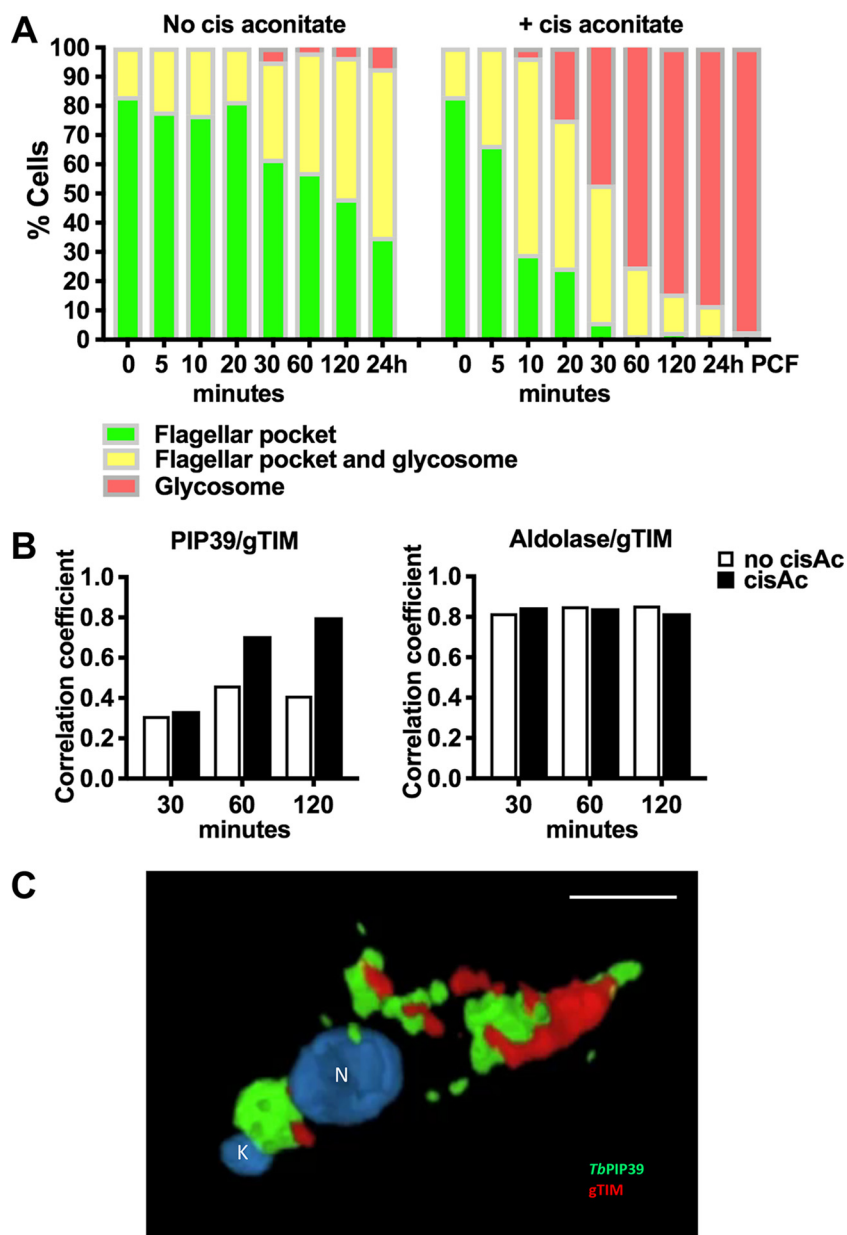 A
No cis aconitate
+ cis aconitate
% Cells
100
90
80
70
60
50
40
30
20
10
0
0 5 10 20 30 60 120 24h
0 5 10 20 30 60 120 24h PCF
minutes
minutes
Flagellar pocket
Flagellar pocket and glycosome
Glycosome
B
PIP39/gTIM
Correlation coefficient
1.0
0.8
0.6
0.4
0.2
0.0
30 60 120
minutes
Aldolase/gTIM
Correlation coefficient
1.0
0.8
0.6
0.4
0.2
0.0
30 60 120
minutes
no cisAc
cisAc
C
N
K
TbPIP39
gTIM